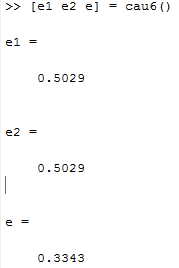 >> [e1 e2 e] = cau6()
e1 =
0.5029
e2 =
0.5029
e =
0.3343